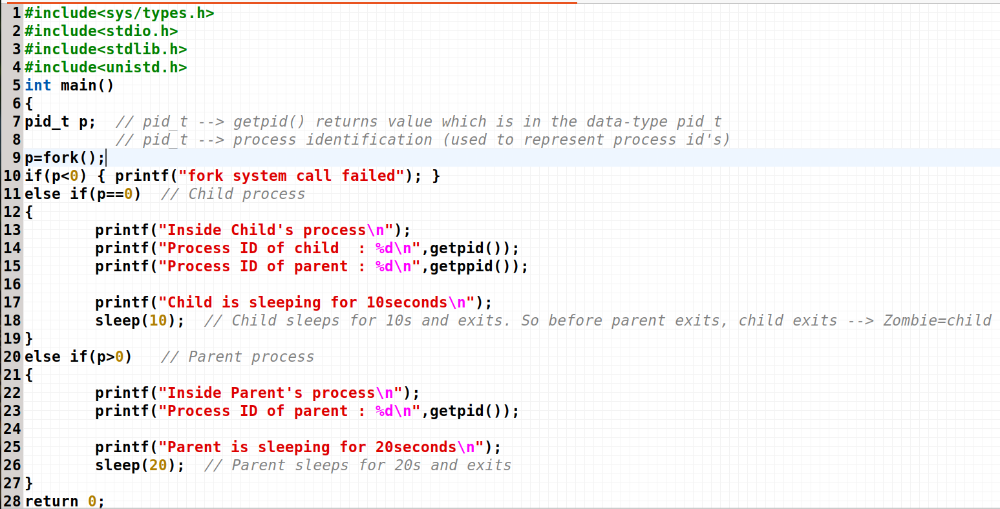 1 #include<sys/types.h>
2 #include<stdio.h>
3 #include<stdlib.h>
4 #include<unistd.h>
5 int main()
6 {
7 pid_t p;  // pid_t --> getpid() returns value which is in the data-type pid_t
8           // pid_t --> process identification (used to represent process id's)
9 p=fork();
10 if(p<0) { printf("fork system call failed"); }
11 else if(p==0)  // Child process
12 {
13         printf("Inside Child's process\n");
14         printf("Process ID of child  : %d\n",getpid());
15         printf("Process ID of parent : %d\n",getppid());
16
17         printf("Child is sleeping for 10seconds\n");
18         sleep(10);  // Child sleeps for 10s and exits. So before parent exits, child exits --> Zombie=child
19 }
20 else if(p>0)   // Parent process
21 {
22         printf("Inside Parent's process\n");
23         printf("Process ID of parent : %d\n",getpid());
24
25         printf("Parent is sleeping for 20seconds\n");
26         sleep(20);  // Parent sleeps for 20s and exits
27 }
28 return 0;